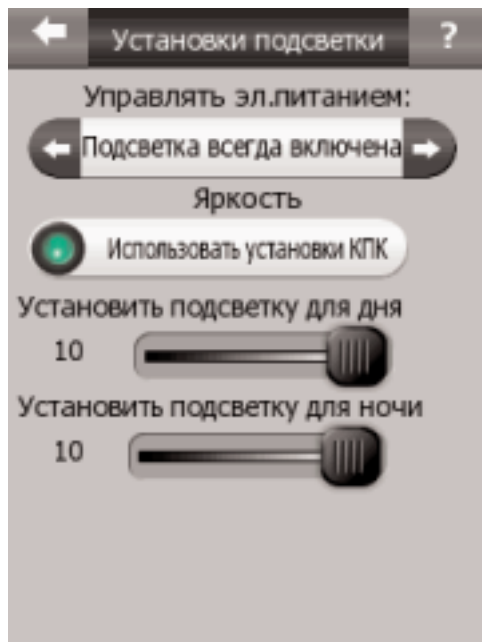 Установки подсветки ?
Управлять эл.питанием:
Подсветка всегда включена
Яркость
Использовать установки КПК
Установить подсветку для дня
10
Установить подсветку для ночи
10